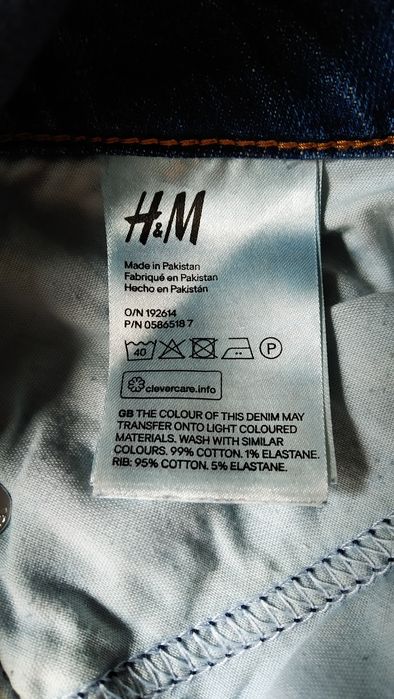 H&M
Made in Pakistan
Fabriqué en Pakistan
Hecho en Pakistán
O/N 192614
P/N 0586518 7
40 P
clevercare.info
GB THE COLOUR OF THIS DENIM MAY
TRANSFER ONTO LIGHT COLOURED
MATERIALS. WASH WITH SIMILAR
COLOURS. 99% COTTON. 1% ELASTANE.
RIB: 95% COTTON. 5% ELASTANE.